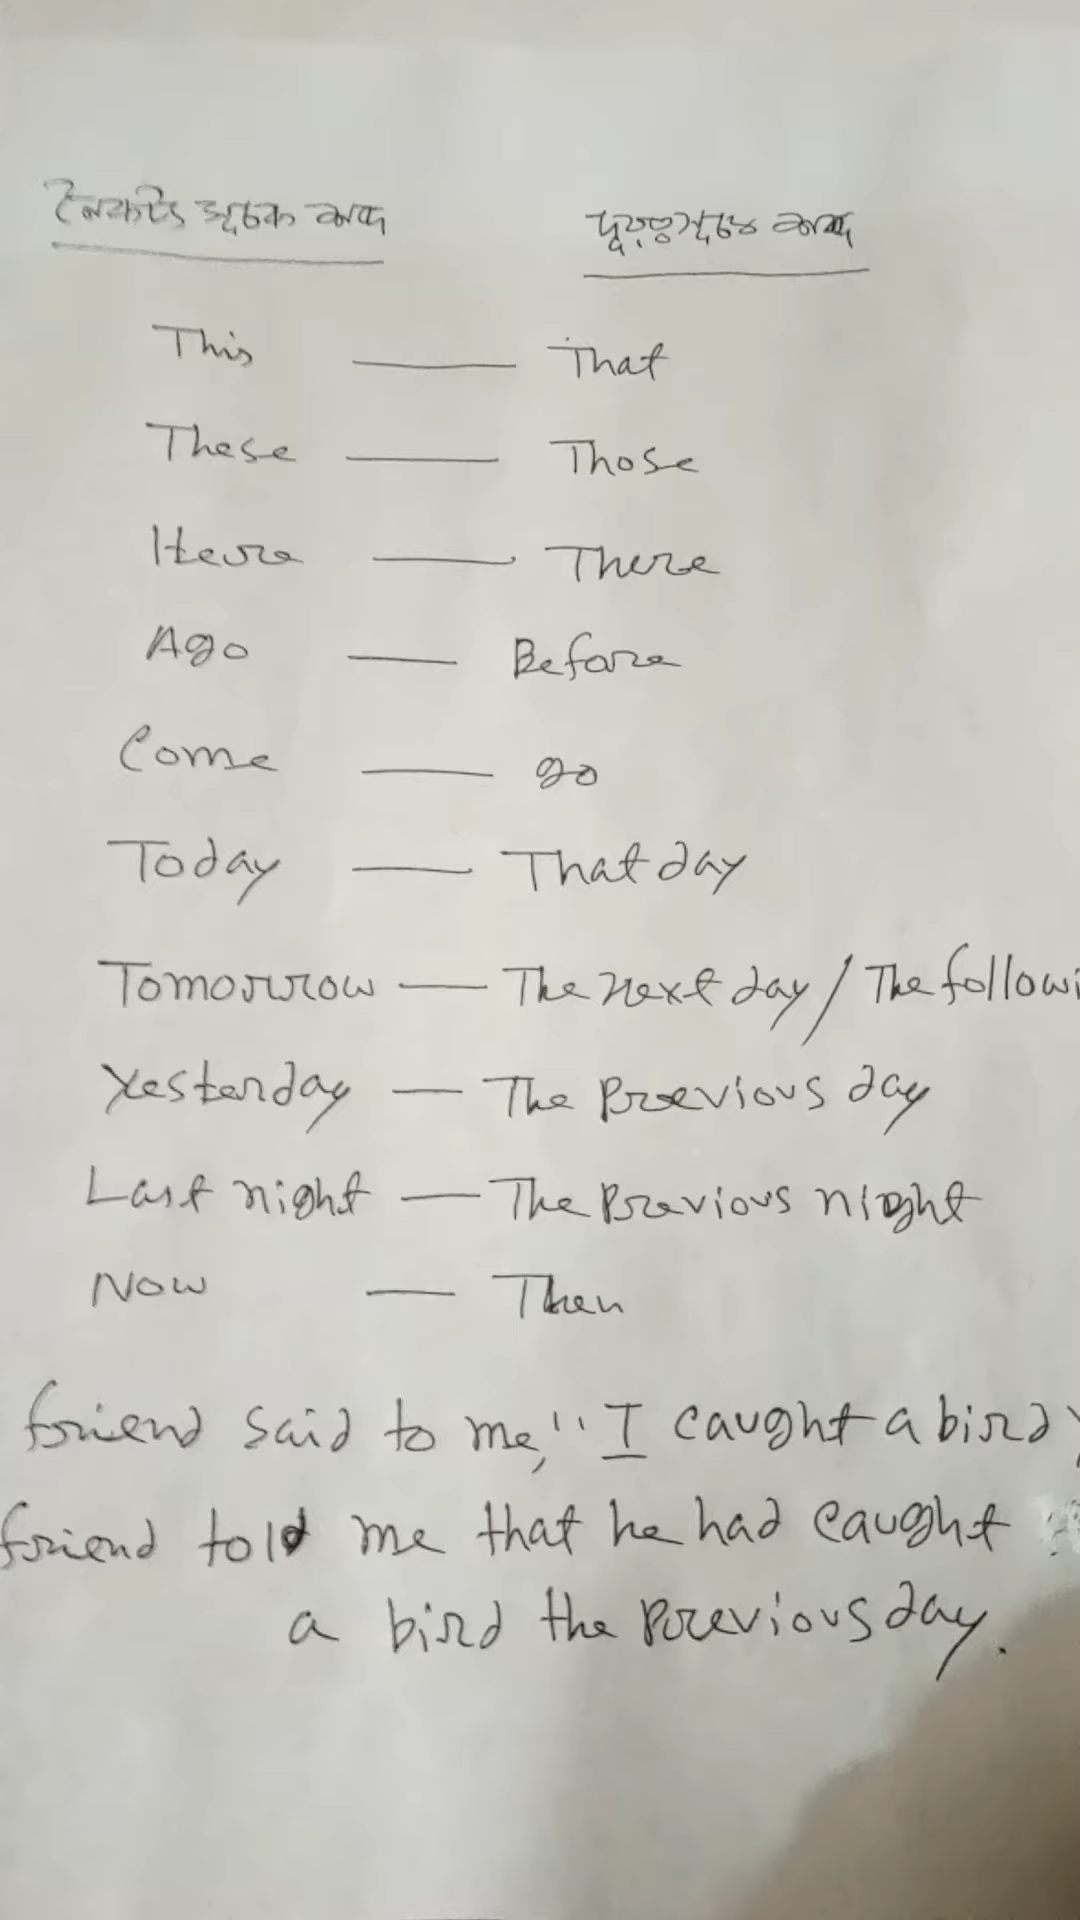 নৈকট্য সূচক শব্দ দূরত্ব সূচক শব্দ
This — That
These — Those
Here — There
Ago — Before
Come — go
Today — That day
Tomorrow — The next day / The followi
Yesterday — The Previous day
Last night — The Previous night
Now — Then
friend said to me, "I caught a bird
friend told me that he had caught
a bird the Previous day.